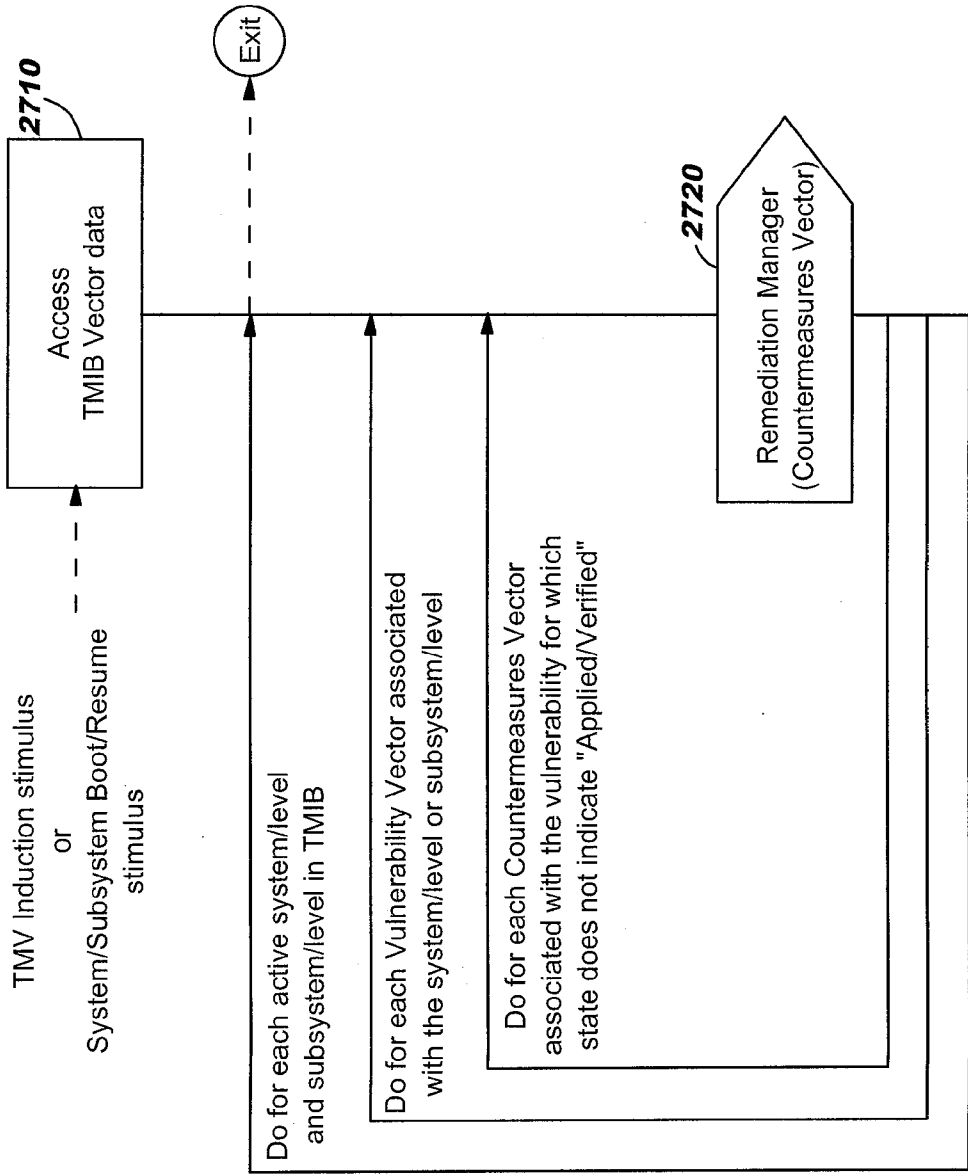 TMV Induction stimulus
or
System/Subsystem Boot/Resume
stimulus
2710
Access
TMIB Vector data
Exit
Do for each active system/level
and subsystem/level in TMIB
Do for each Vulnerability Vector associated
with the system/level or subsystem/level
Do for each Countermeasures Vector
associated with the vulnerability for which
state does not indicate "Applied/Verified"
2720
Remediation Manager
(Countermeasures Vector)